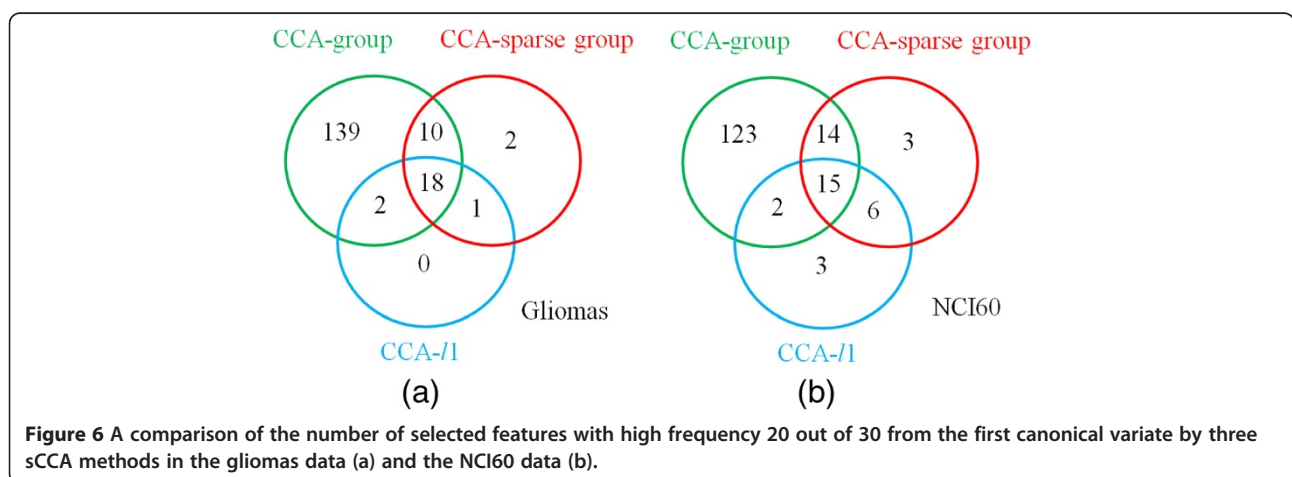 CCA-group
CCA-sparse group
139
10
2
18
2
1
0
Gliomas
CCA-l1
(a)
CCA-group
CCA-sparse group
123
14
3
15
2
6
3
NCI60
CCA-l1
(b)
Figure 6 A comparison of the number of selected features with high frequency 20 out of 30 from the first canonical variate by three
sCCA methods in the gliomas data (a) and the NCI60 data (b).